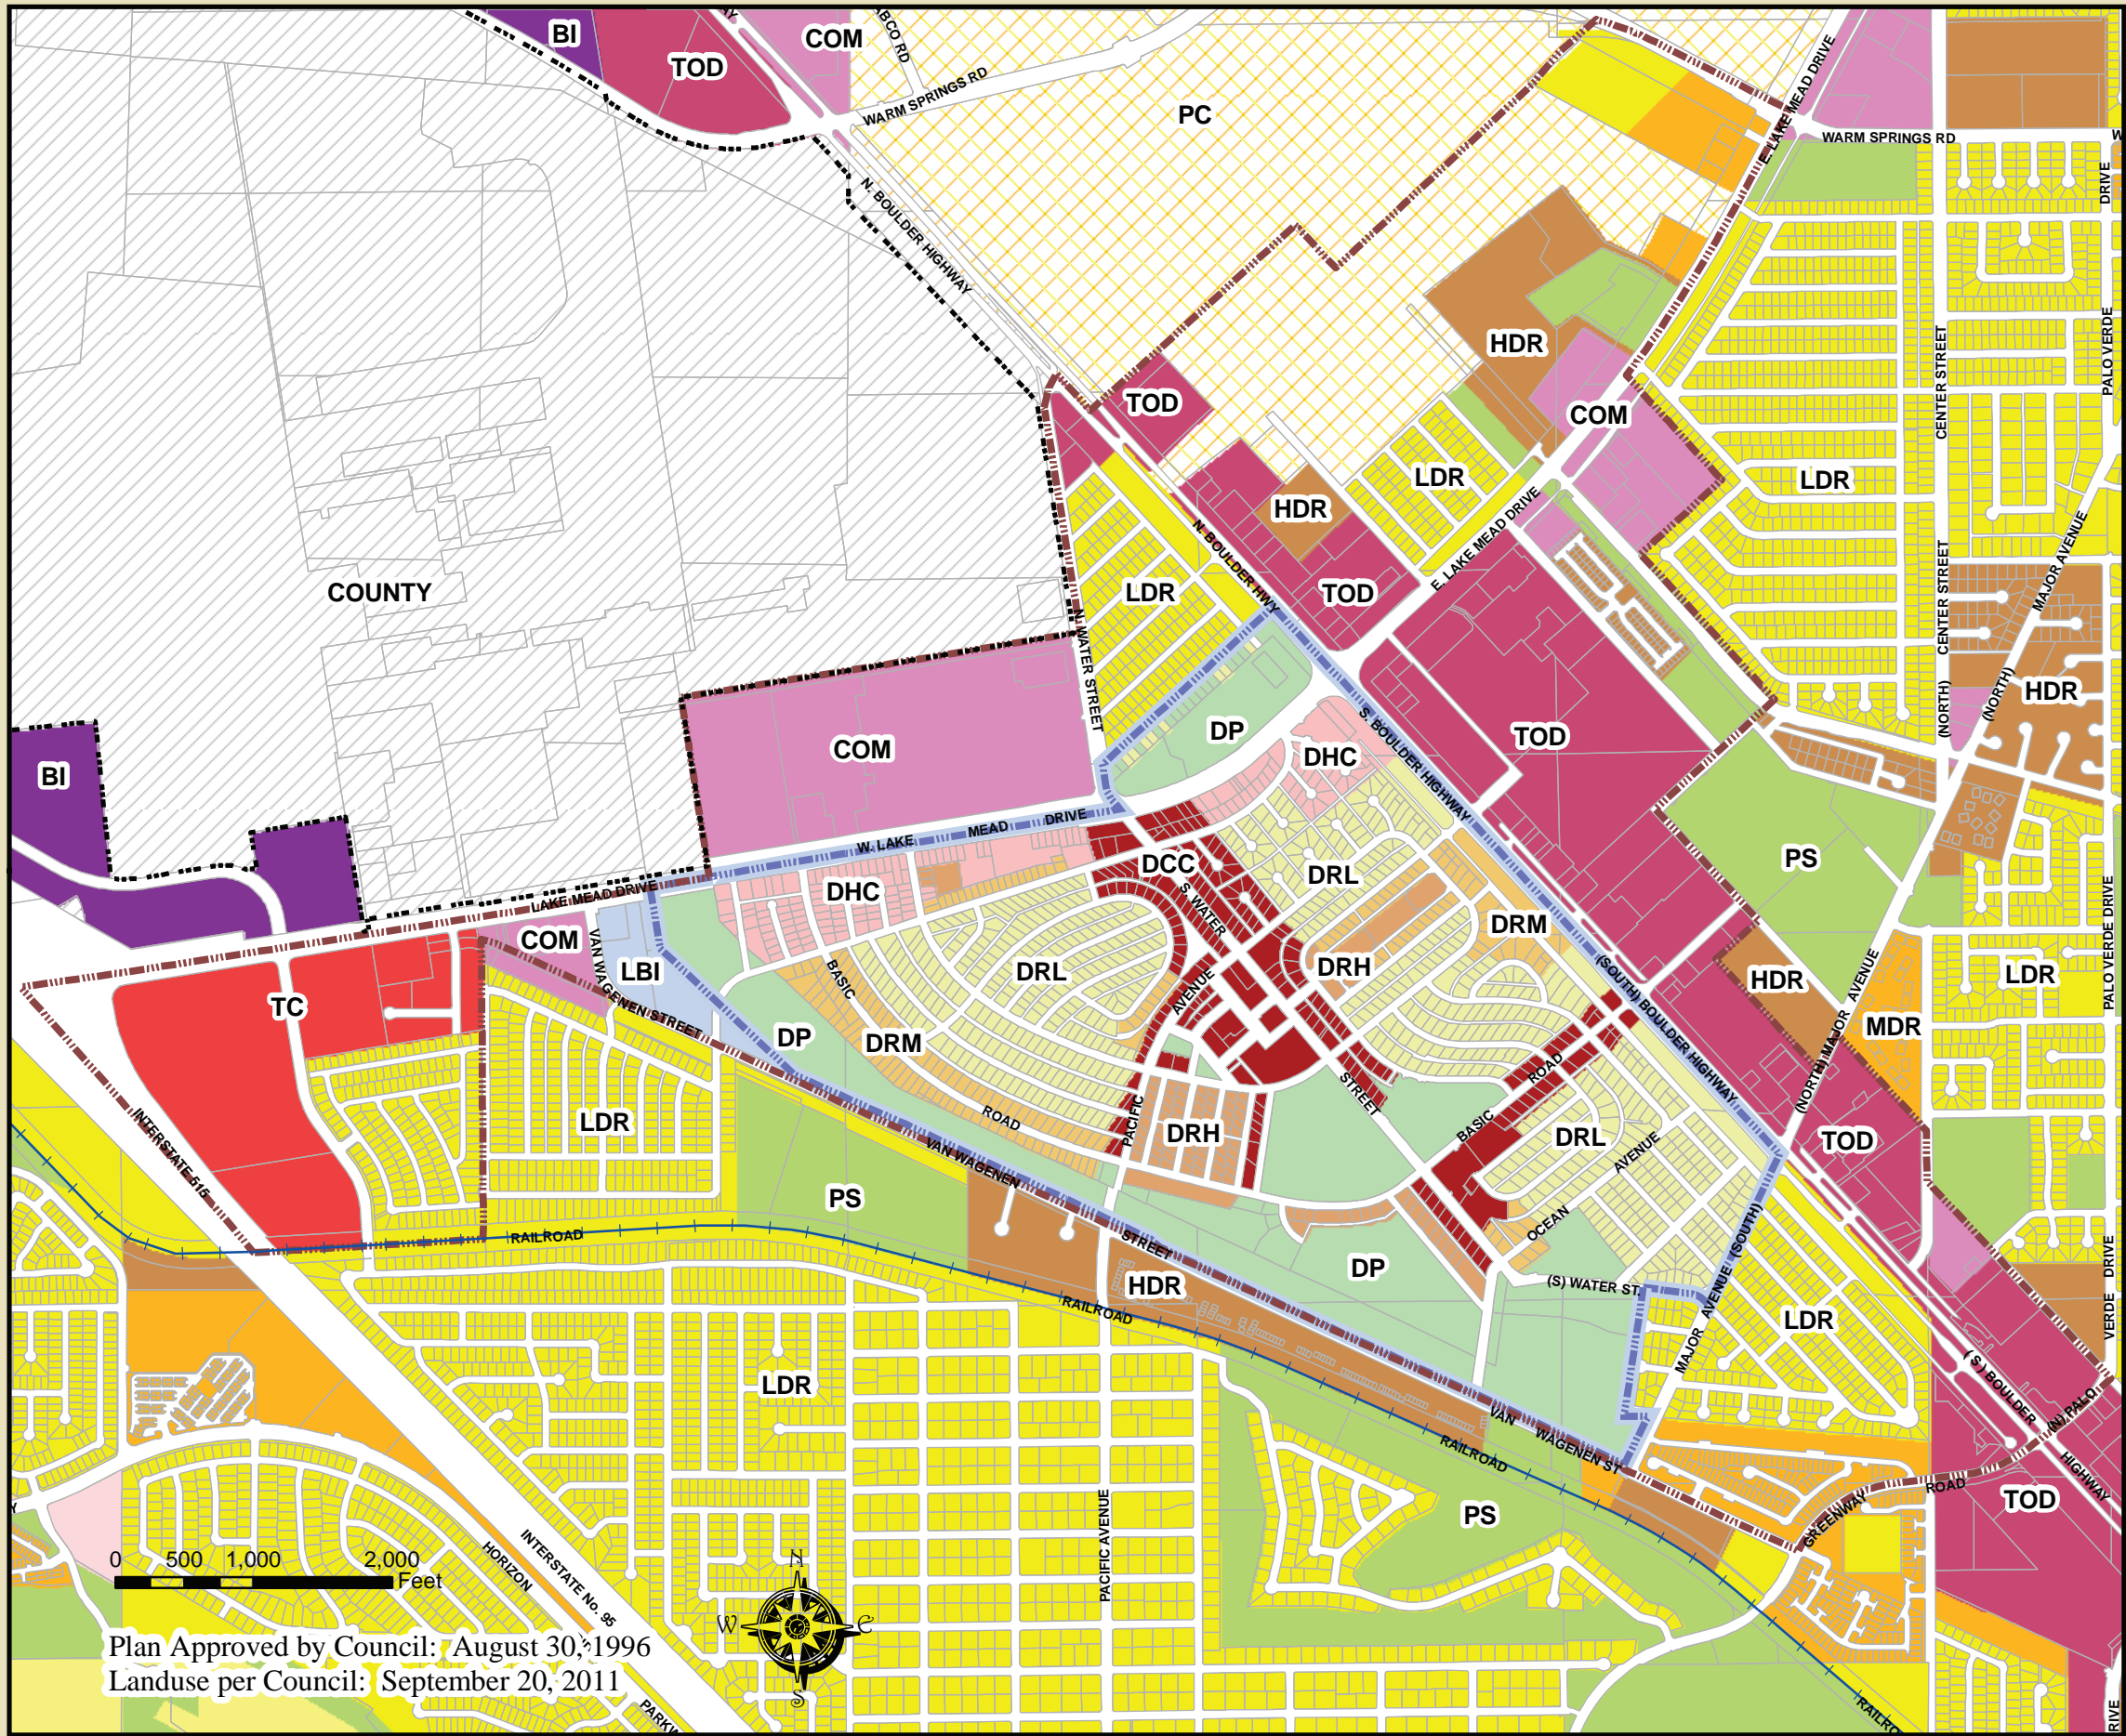 BI
TOD
AY
COM
ABCO RD
WARM SPRINGS RD
PC
E. LAKE MEAD DRIVE
WARM SPRINGS RD
W
DRIVE
N. BOULDER HIGHWAY
PALO VERDE
CENTER STREET
HDR
TOD
COM
LDR
LDR
HDR
E. LAKE MEAD DRIVE
N. BOULDER HWY
TOD
MAJOR AVENUE
COUNTY
LDR
CENTER STREET
N. WATER STREET
(NORTH)
(NORTH)
HDR
DP
S. BOULDER HIGHWAY
TOD
COM
DHC
BI
W. LAKE MEAD DRIVE
DCC
DRL
PS
LAKE MEAD DRIVE
DHC
S WATER
DRM
COM
VAN WAGENEN STREET
LBI
BASIC
DRL
AVENUE
DRH
(SOUTH) BOULDER HIGHWAY
HDR
(NORTH) MAJOR AVENUE
LDR
PALO VERDE DRIVE
TC
DP
DRM
MDR
ROAD
STREET
BASIC
ROAD
INTERSTATE 515
LDR
PACIFIC
DRH
DRL
AVENUE
TOD
VAN WAGENEN
PS
OCEAN
RAILROAD
STREET
DP
(S) WATER ST.
MAJOR AVENUE (SOUTH)
VERDE DRIVE
HDR
RAILROAD
LDR
LDR
(S) BOULDER
(N) PALO
VAN
WAGENEN ST
RAILROAD
HIGHWAY
ROAD
TOD
GREENWAY
PS
PACIFIC AVENUE
Y
0 500 1,000 2,000
Feet
HORIZON
INTERSTATE No. 95
N
W
E
S
Plan Approved by Council: August 30, 1996
Landuse per Council: September 20, 2011
PARKW
RAILRO
RIVE